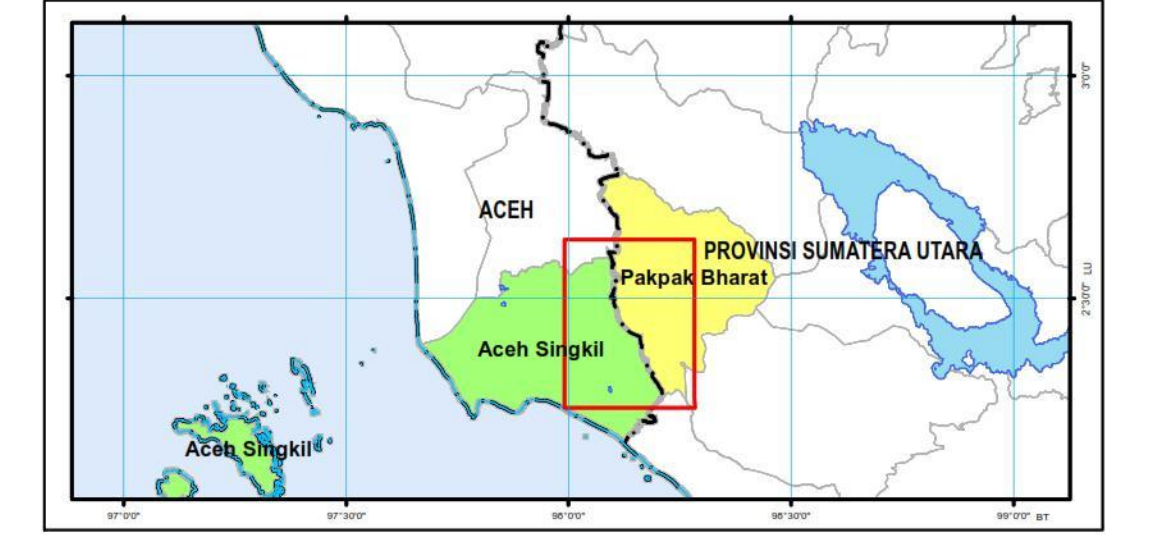 3°0'0"
ACEH
PROVINSI SUMATERA UTARA
Pakpak Bharat
2°30'0" LU
Aceh Singkil
Aceh Singkil
97°0'0" 97°30'0" 98°0'0" 98°30'0" 99°0'0" BT